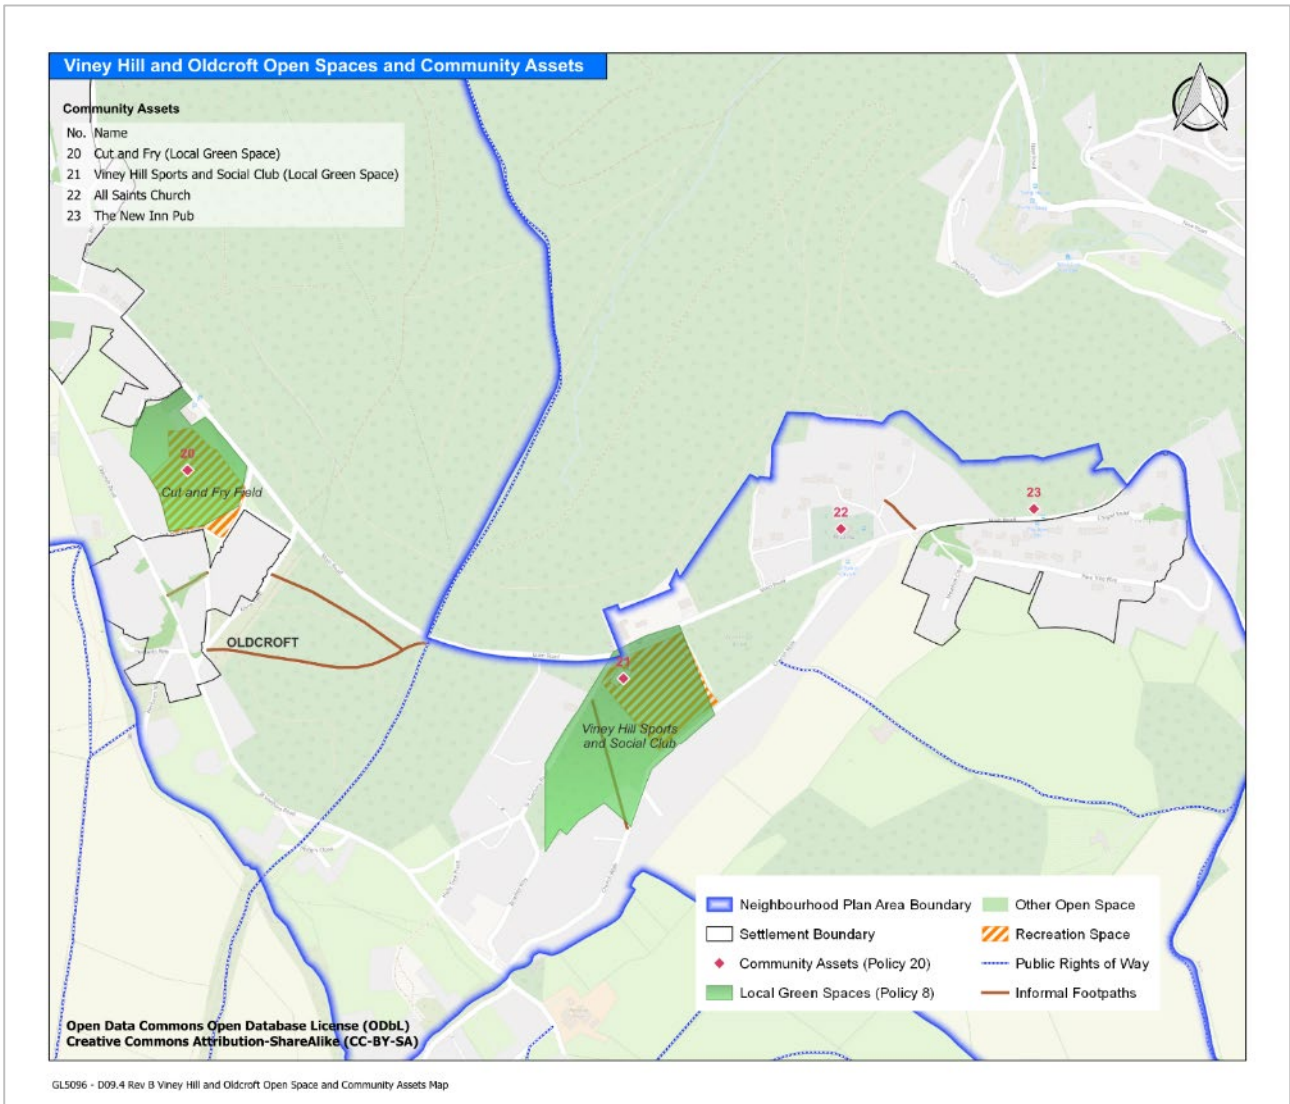 Viney Hill and Oldcroft Open Spaces and Community Assets
Community Assets
No. Name
20 Cut and Fry (Local Green Space)
21 Viney Hill Sports and Social Club (Local Green Space)
22 All Saints Church
23 The New Inn Pub
20
Cut and Fry Field
23
22
OLDCROFT
21
Viney Hill Sports
and Social Club
Neighbourhood Plan Area Boundary
Settlement Boundary
Community Assets (Policy 20)
Local Green Spaces (Policy 8)
Other Open Space
Recreation Space
Public Rights of Way
Informal Footpaths
Open Data Commons Open Database License (ODbL)
Creative Commons Attribution-ShareAlike (CC-BY-SA)
GL5096 - D09.4 Rev B Viney Hill and Oldcroft Open Space and Community Assets Map